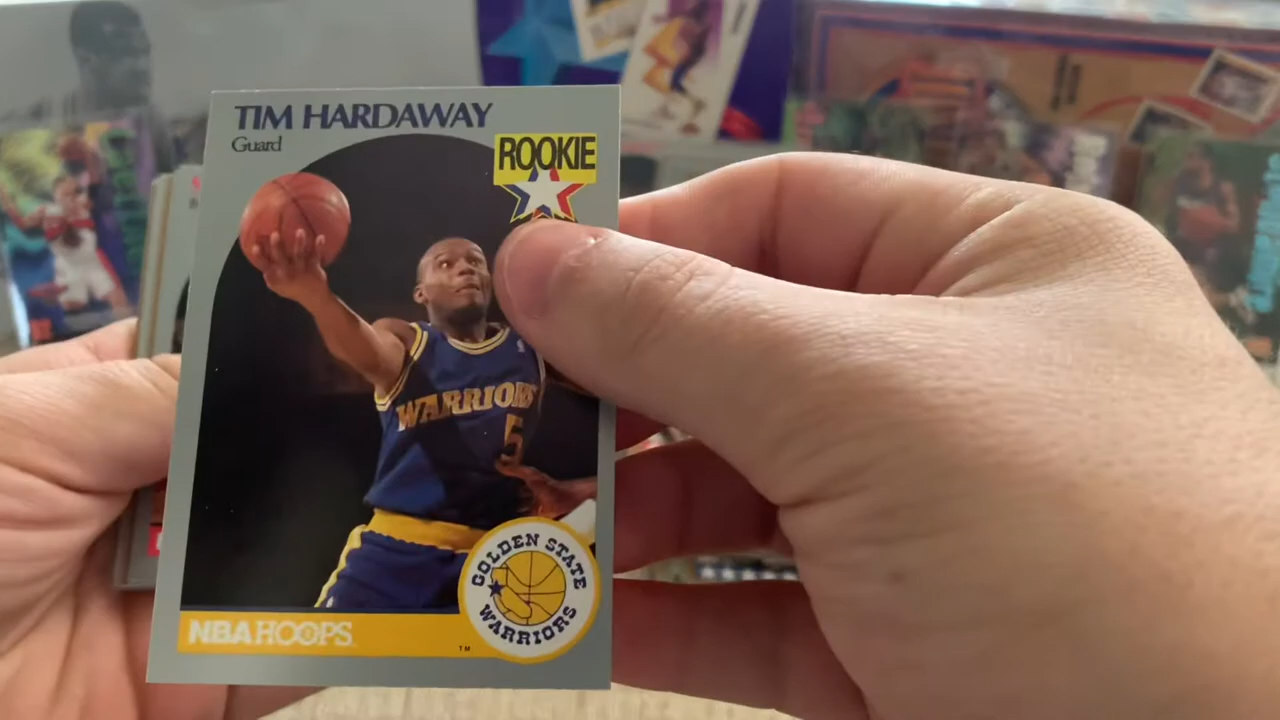 TIM HARDAWAY
Guard
ROOKIE
WARRIORS
5
GOLDEN STATE
WARRIORS
NBA HOOPS
TM